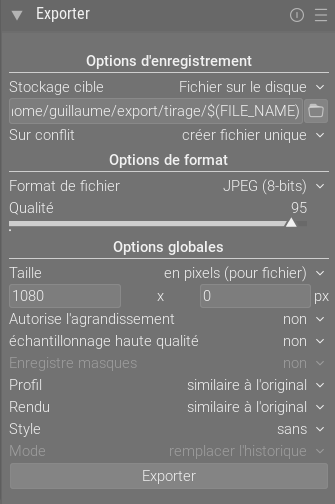 Exporter
Options d'enregistrement
Stockage cible Fichier sur le disque
ome/guillaume/export/tirage/$(FILE_NAME)
Sur conflit créer fichier unique
Options de format
Format de fichier JPEG (8-bits)
Qualité 95
Options globales
Taille en pixels (pour fichier)
1080 x 0 px
Autorise l'agrandissement non
échantillonnage haute qualité non
Enregistre masques non
Profil similaire à l'original
Rendu similaire à l'original
Style sans
Mode remplacer l'historique
Exporter